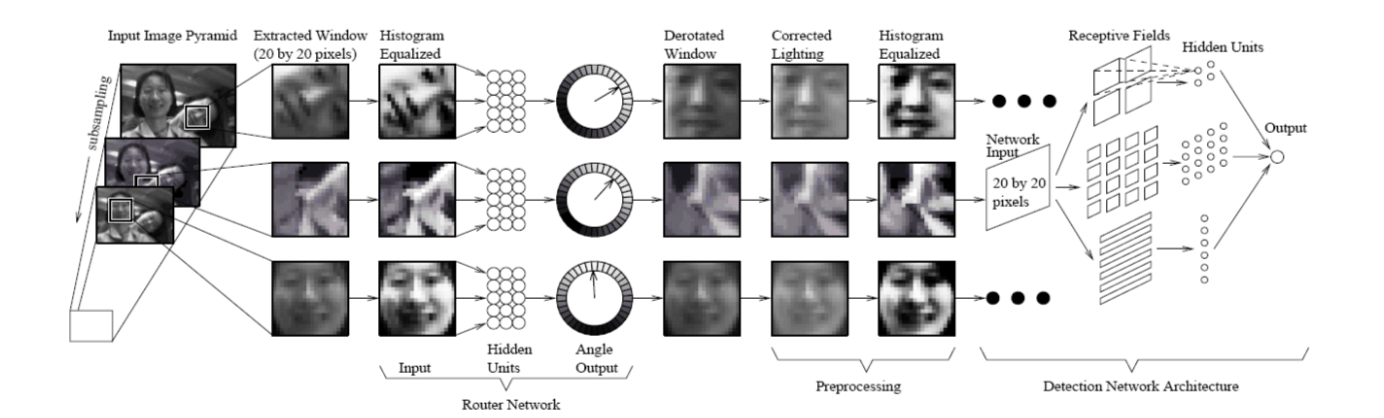 Input Image Pyramid
Extracted Window
(20 by 20 pixels)
Histogram
Equalized
Derotated
Window
Corrected
Lighting
Histogram
Equalized
Receptive Fields
Hidden Units
subsampling
Network
Input
20 by 20
pixels
Output
Input
Hidden
Units
Angle
Output
Router Network
Preprocessing
Detection Network Architecture